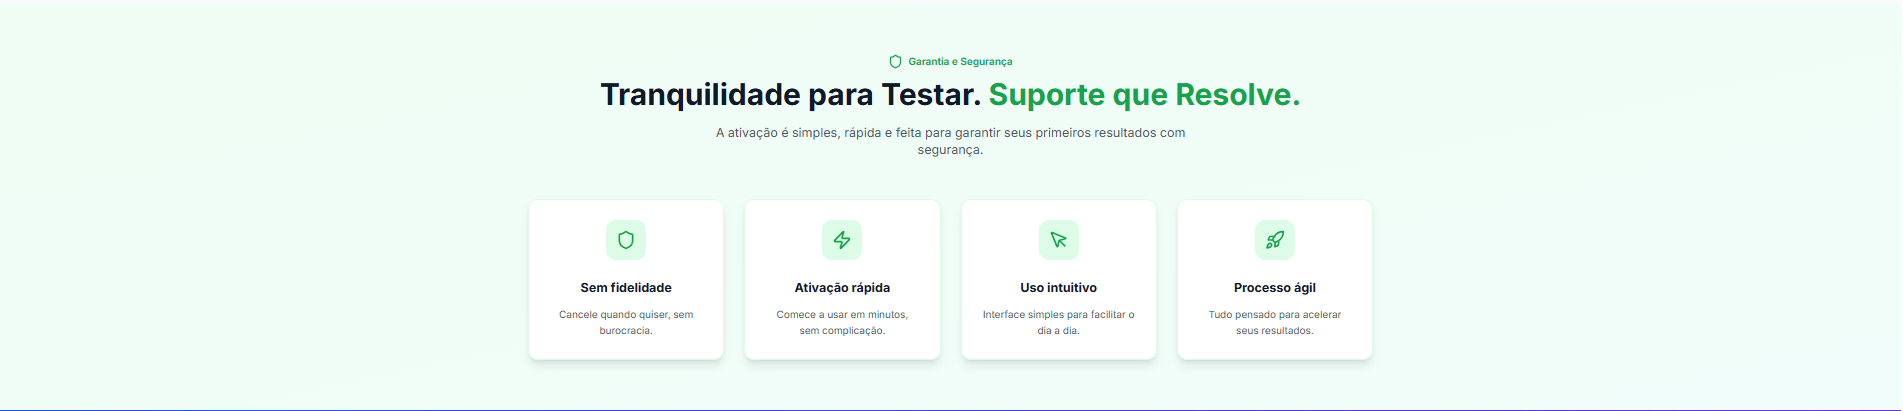 Garantia e Segurança
Tranquilidade para Testar. Suporte que Resolve.
A ativação é simples, rápida e feita para garantir seus primeiros resultados com
segurança.
Sem fidelidade
Cancele quando quiser, sem
burocracia.
Ativação rápida
Comece a usar em minutos,
sem complicação.
Uso intuitivo
Interface simples para facilitar o
dia a dia.
Processo ágil
Tudo pensado para acelerar
seus resultados.